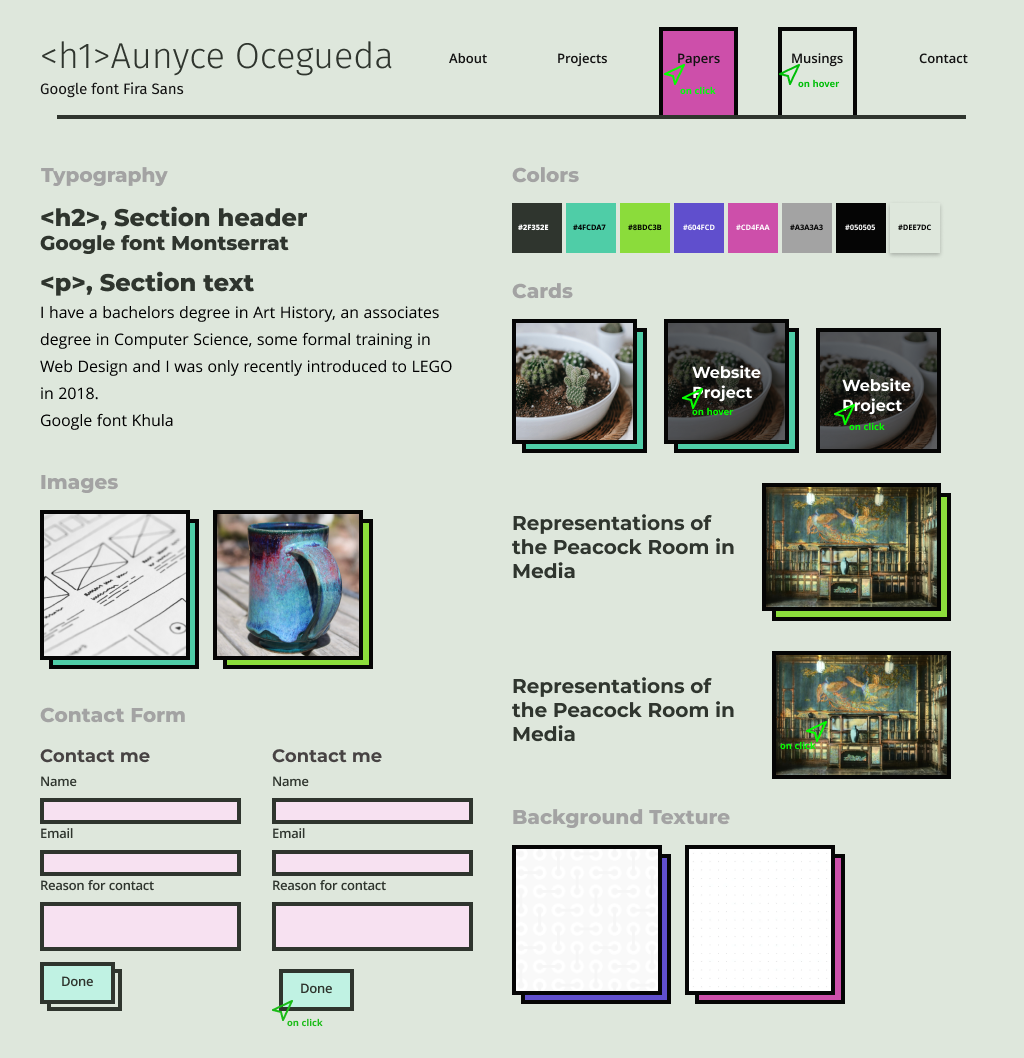 <h1>Aunyce Ocegueda
Google font Fira Sans
About
Projects
Papers
on click
Musings
on hover
Contact
Typography
<h2>, Section header
Google font Montserrat
<p>, Section text
I have a bachelors degree in Art History, an associates
degree in Computer Science, some formal training in
Web Design and I was only recently introduced to LEGO
in 2018.
Google font Khula
Images
Contact Form
Contact me
Name
Email
Reason for contact
Done
Contact me
Name
Email
Reason for contact
Done
on click
Colors
#2F352E
#4FCDA7
#8BDC3B
#604FCD
#CD4FAA
#A3A3A3
#050505
#DEE7DC
Cards
Website
Project
on hover
Website
Project
on click
Representations of
the Peacock Room in
Media
Representations of
the Peacock Room in
Media
on click
Background Texture